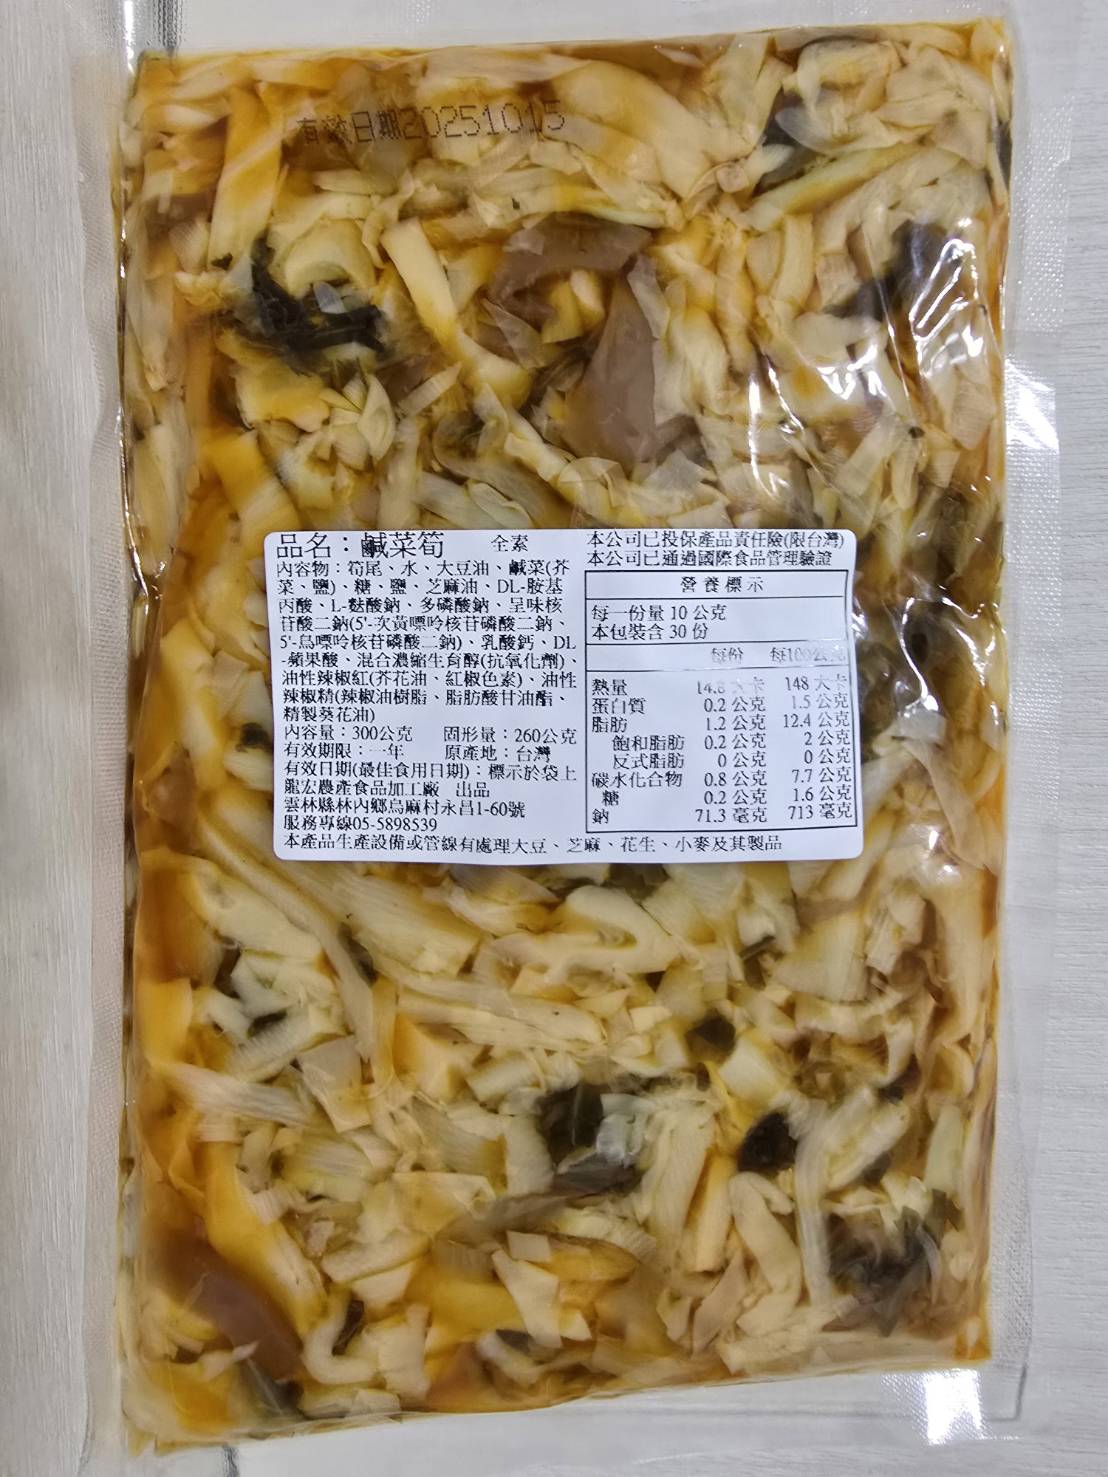 有效日期20251015
品名：鹹菜筍 全素
內容物：筍尾、水、大豆油、鹹菜(芥
菜、鹽)、糖、鹽、芝麻油、DL-胺基
丙酸、L-麩酸鈉、多磷酸鈉、呈味核
苷酸二鈉(5'-次黃嘌呤核苷磷酸二鈉、
5'-鳥嘌呤核苷磷酸二鈉)、乳酸鈣、DL
-蘋果酸、混合濃縮生育醇(抗氧化劑)、
油性辣椒紅(芥花油、紅椒色素)、油性
辣椒精(辣椒油樹脂、脂肪酸甘油酯、
精製葵花油)
內容量：300公克 固形量：260公克
有效期限：一年 原產地：台灣
有效日期(最佳食用日期)：標示於袋上
龍宏農產食品加工廠 出品
雲林縣林內鄉烏麻村永昌1-60號
服務專線05-5898539
本公司已投保產品責任險(限台灣)
本公司已通過國際食品管理驗證
營養標示
每一份量 10 公克
本包裝含 30 份
每份 每100公克
熱量 14.8 大卡 148 大卡
蛋白質 0.2 公克 1.5 公克
脂肪 1.2 公克 12.4 公克
飽和脂肪 0.2 公克 2 公克
反式脂肪 0 公克 0 公克
碳水化合物 0.8 公克 7.7 公克
糖 0.2 公克 1.6 公克
鈉 71.3 毫克 713 毫克
本產品生產設備或管線有處理大豆、芝麻、花生、小麥及其製品